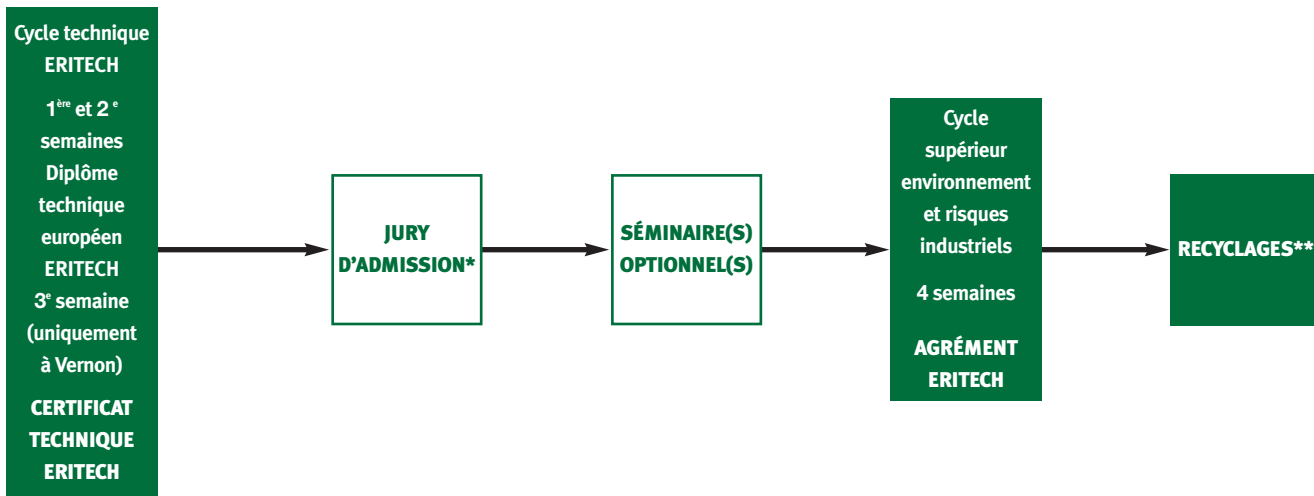 Cycle technique
ERITECH
1ère et 2 e
semaines
Diplôme
technique
européen
ERITECH
3e semaine
(uniquement
à Vernon)
CERTIFICAT
TECHNIQUE
ERITECH
JURY
D'ADMISSION*
SÉMINAIRE(S)
OPTIONNEL(S)
Cycle
supérieur
environnement
et risques
industriels
4 semaines
AGRÉMENT
ERITECH
RECYCLAGES**